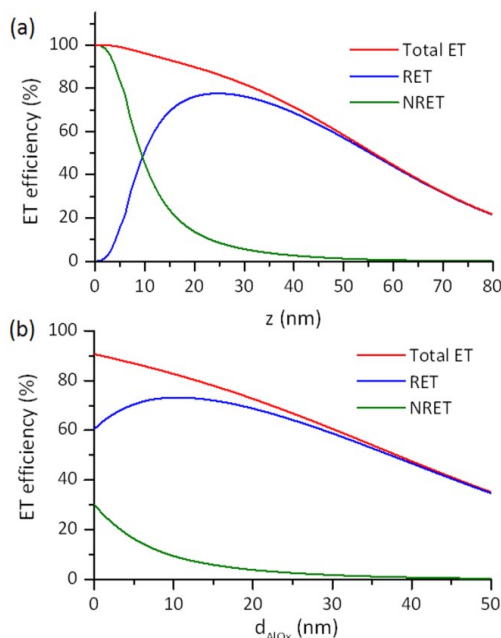 (a)
Total ET
RET
NRET
ET efficiency (%)
100
80
60
40
20
0
0 10 20 30 40 50 60 70 80
z (nm)
(b)
Total ET
RET
NRET
ET efficiency (%)
100
80
60
40
20
0
0 10 20 30 40 50
d_AlOx (nm)